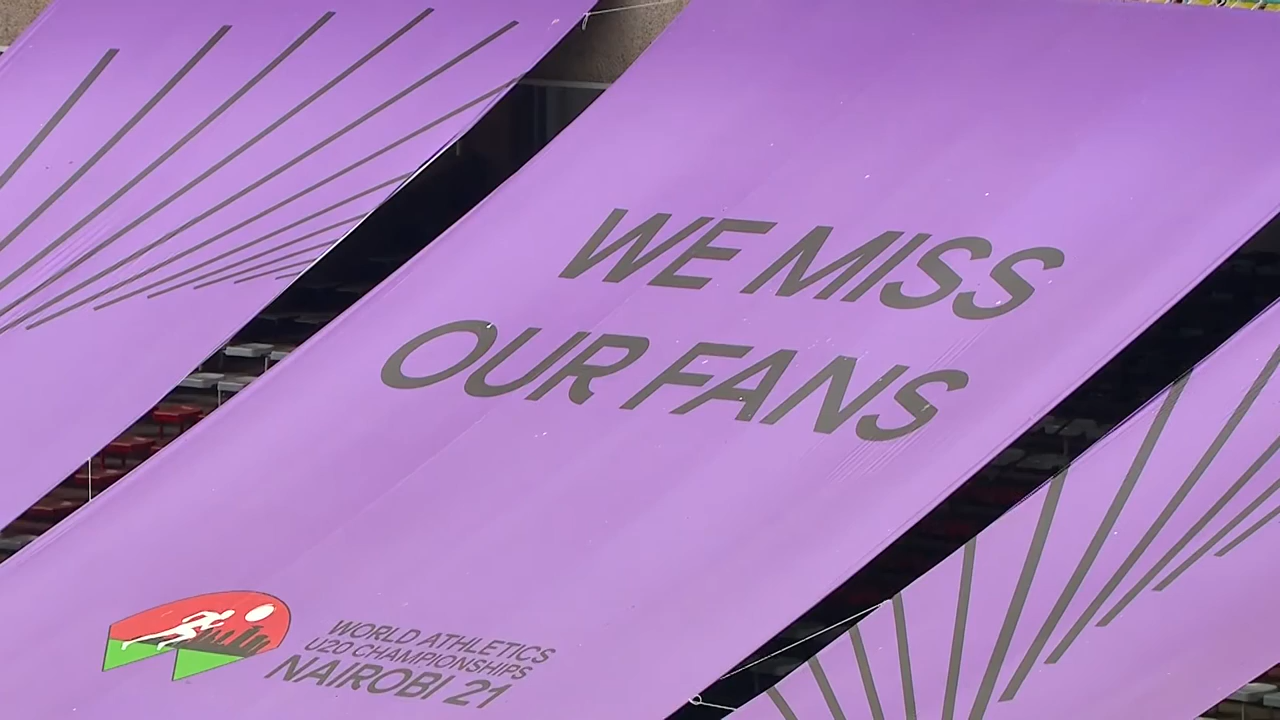 WE MISS
OUR FANS
WORLD ATHLETICS
U20 CHAMPIONSHIPS
NAIROBI 21